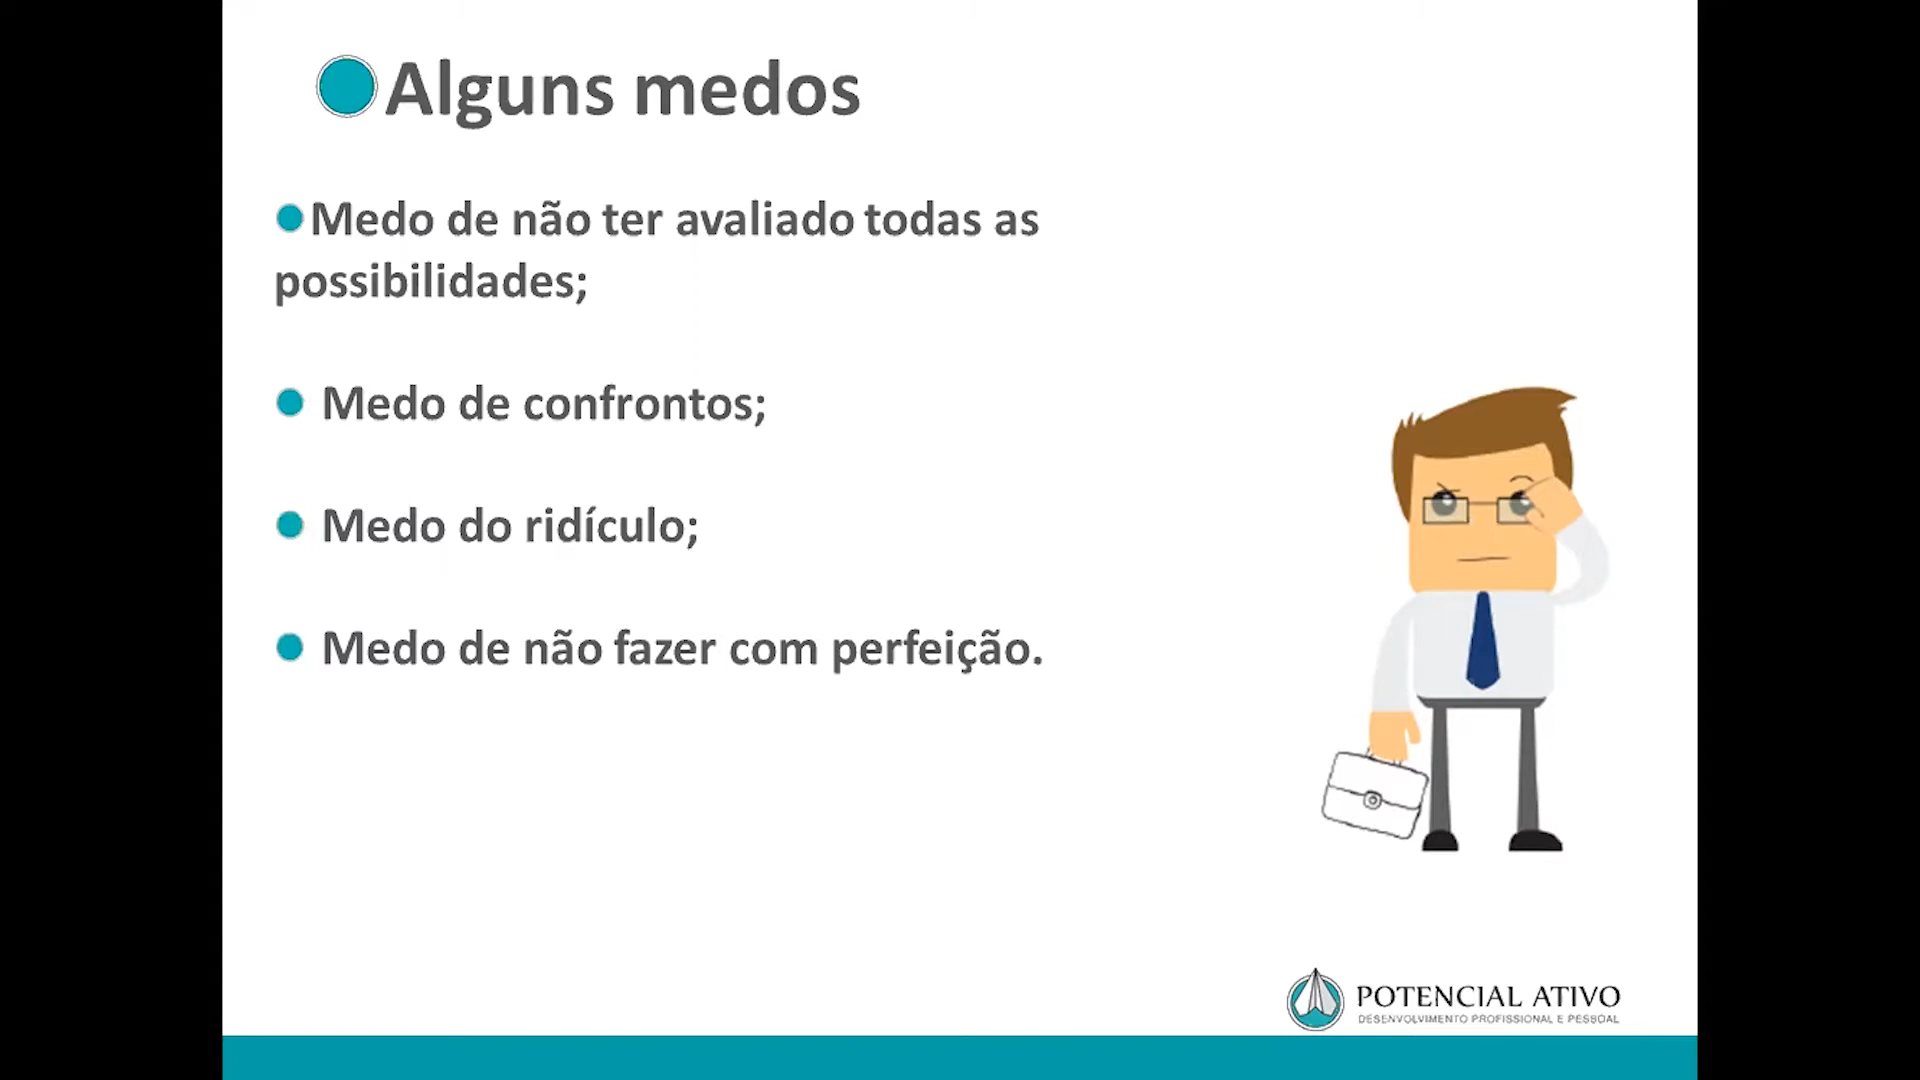 Alguns medos
Medo de não ter avaliado todas as
possibilidades;
Medo de confrontos;
Medo do ridículo;
Medo de não fazer com perfeição.
POTENCIAL ATIVO
DESENVOLVIMENTO PROFISSIONAL E PESSOAL